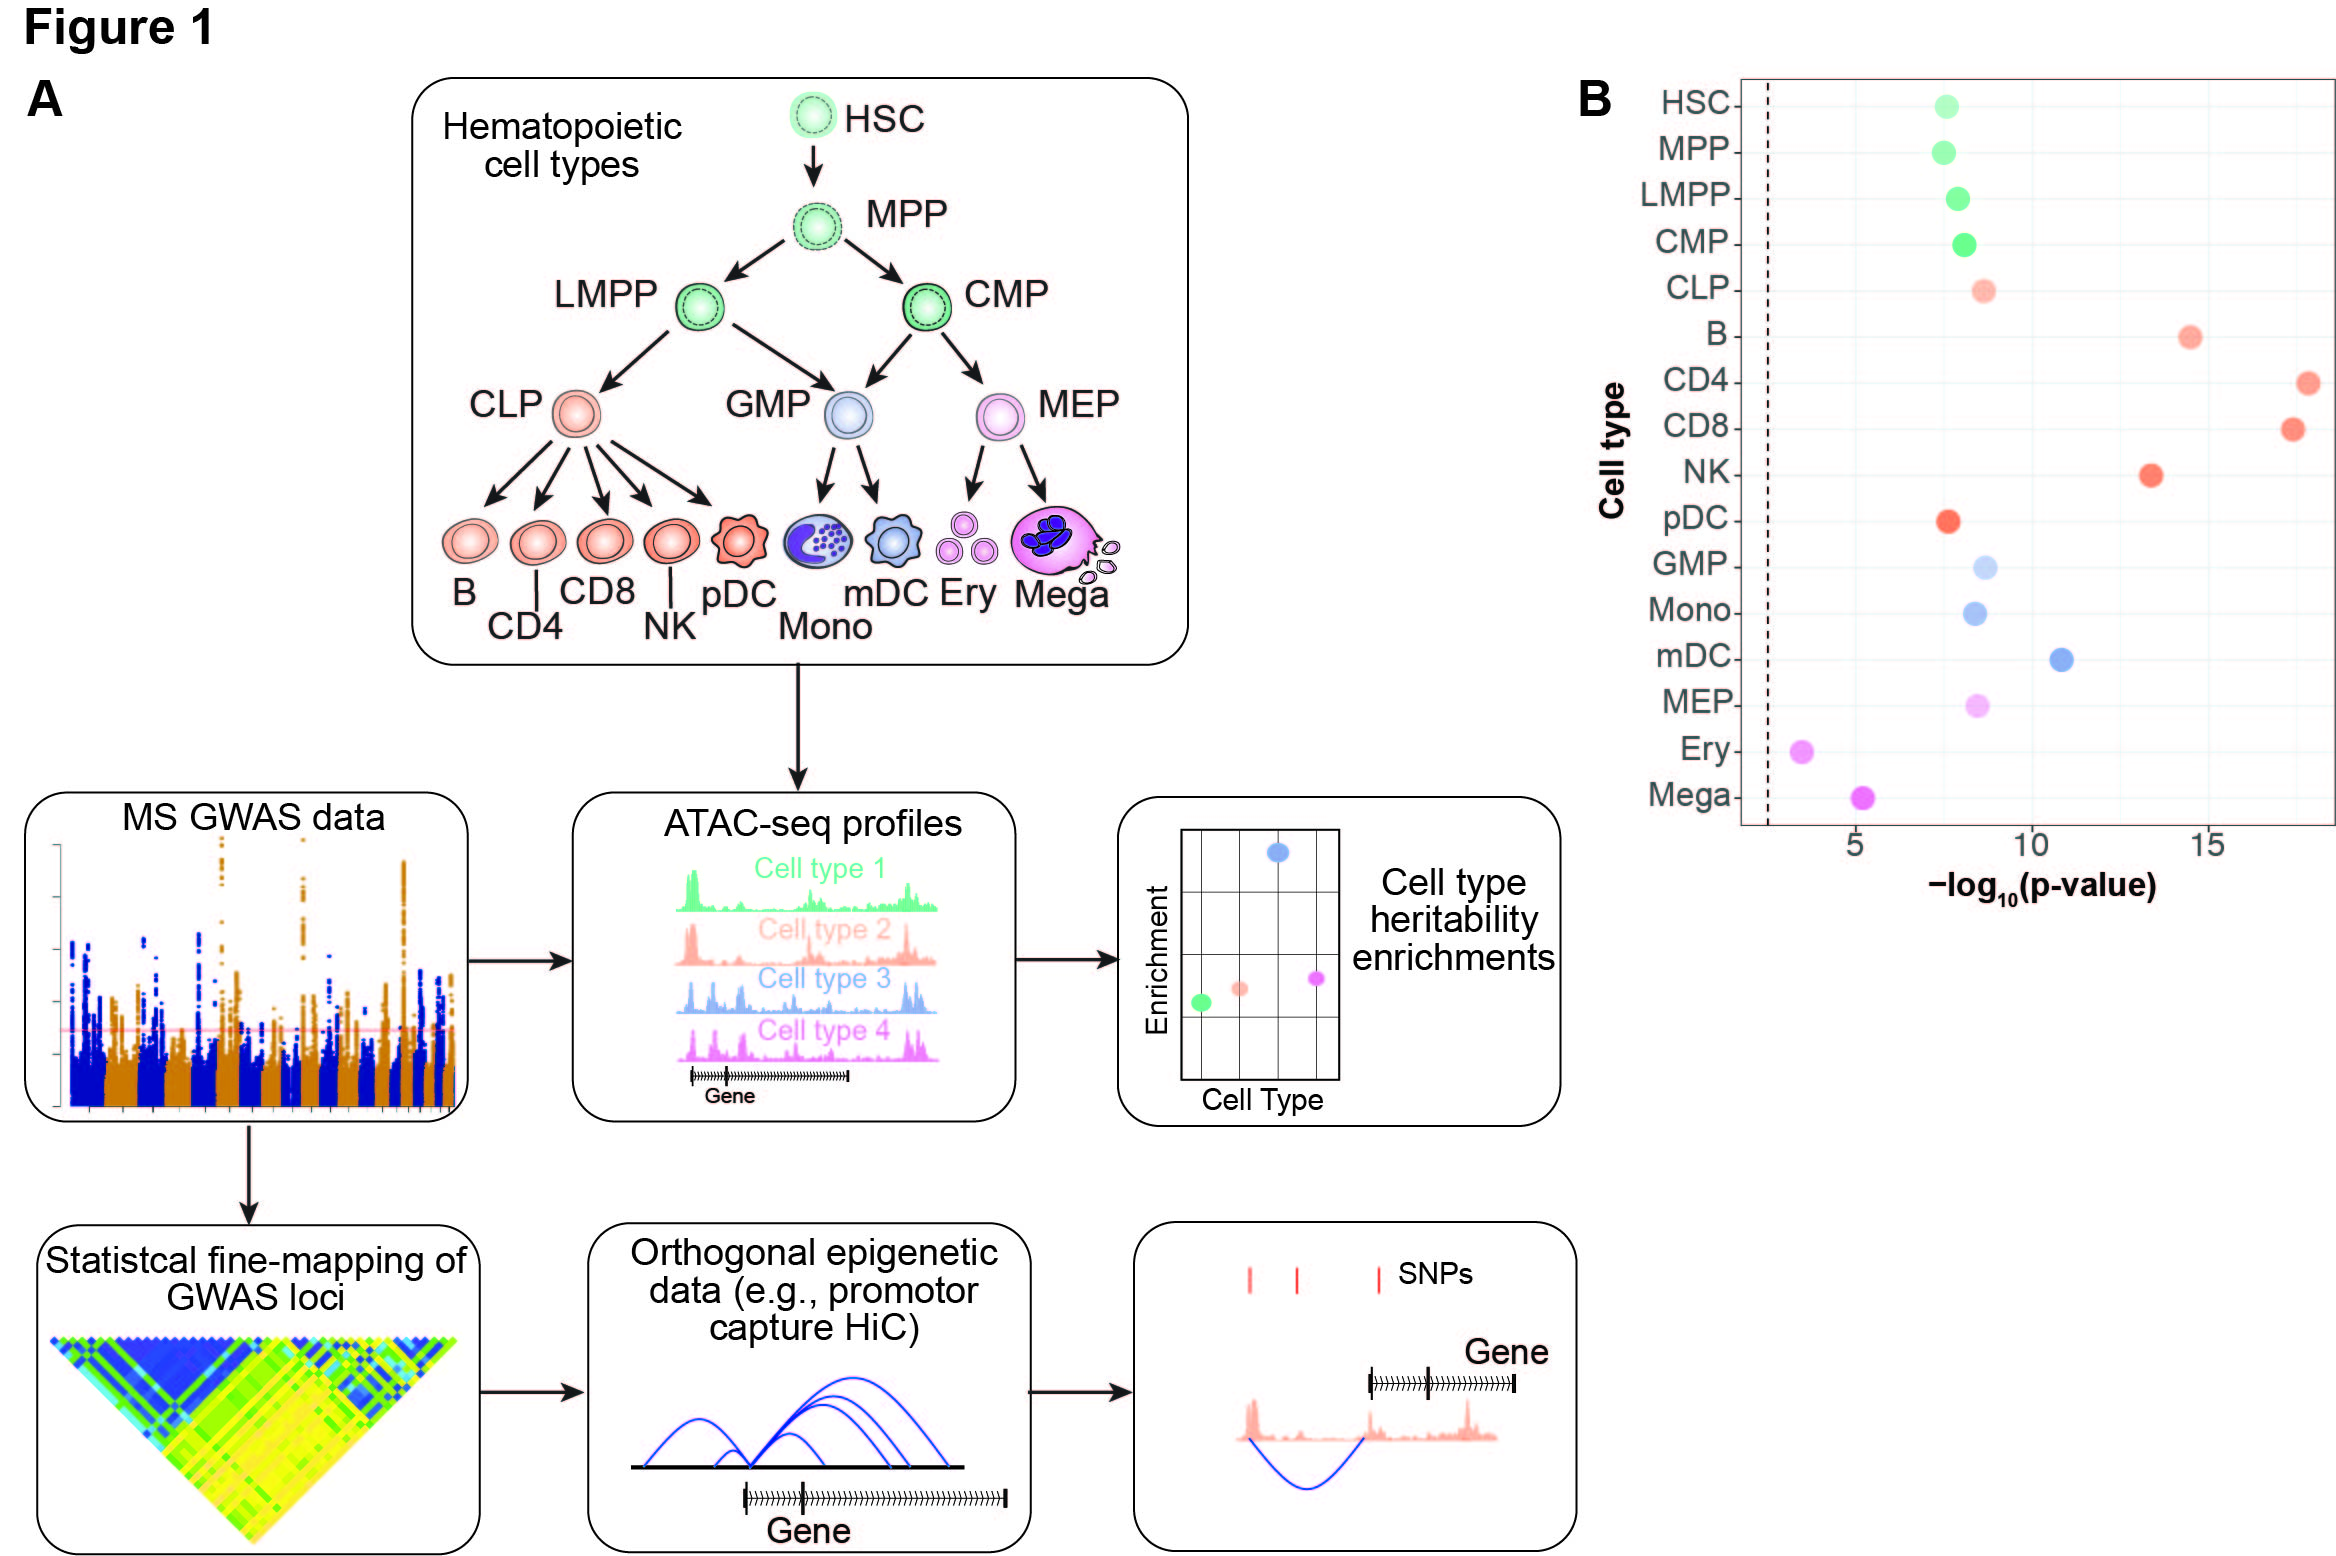 Figure 1
A
Hematopoietic
cell types
HSC
MPP
LMPP
CMP
CLP
GMP
MEP
B
CD4
CD8
NK
pDC
Mono
mDC
Ery
Mega
MS GWAS data
ATAC-seq profiles
Cell type 1
Cell type 2
Cell type 3
Cell type 4
Gene
Enrichment
Cell Type
Cell type
heritability
enrichments
Statistcal fine-mapping of
GWAS loci
Orthogonal epigenetic
data (e.g., promotor
capture HiC)
Gene
SNPs
Gene
B
Cell type
HSC
MPP
LMPP
CMP
CLP
B
CD4
CD8
NK
pDC
GMP
Mono
mDC
MEP
Ery
Mega
5 10 15
−log10(p-value)